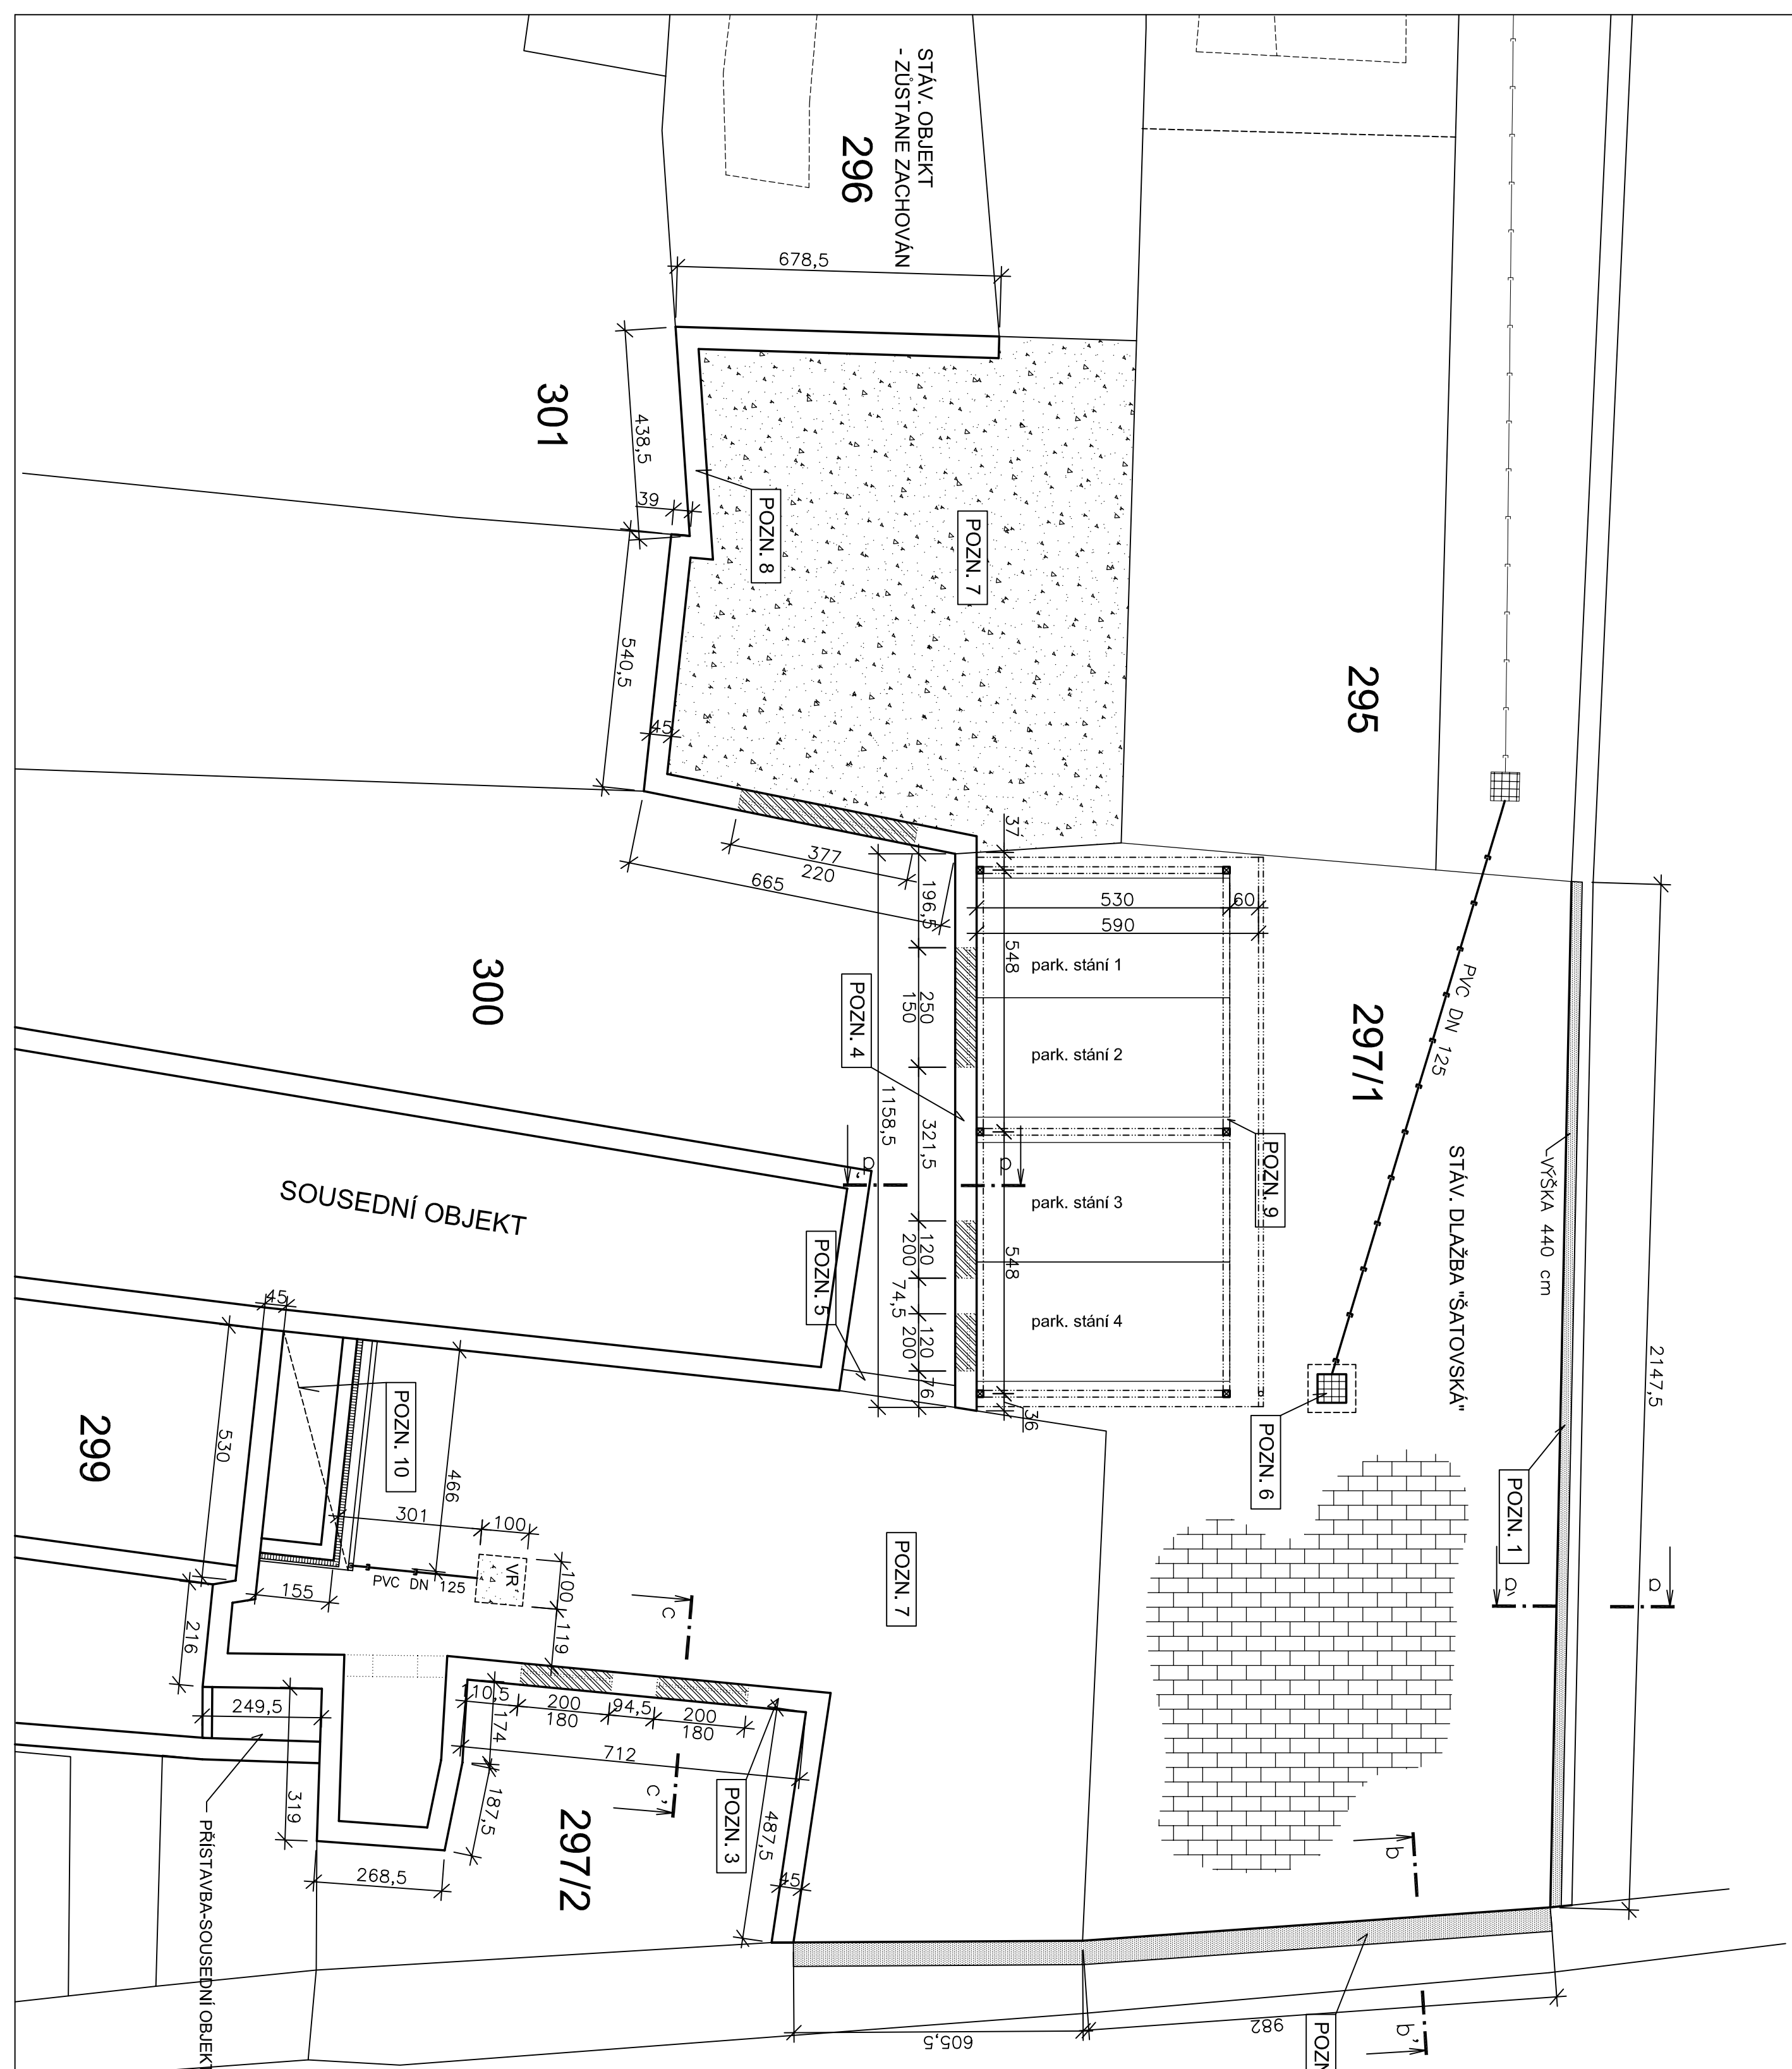 STÁV. OBJEKT
- ZŮSTANE ZACHOVÁN
296
678,5
301
438,5
39
POZN. 8
POZN. 7
295
540,5
45
377
220
665
196,5
37
530
60
590
548
park. stání 1
250
150
300
POZN. 4
park. stání 2
297/1
PVC DN 125
2147,5
VÝŠKA 440 cm
STÁV. DLAŽBA "ŠATOVSKÁ"
1158,5
321,5
a'
a
POZN. 9
park. stání 3
SOUSEDNÍ OBJEKT
POZN. 5
120
200
548
74,5
park. stání 4
120
200
76
36
45
530
POZN. 10
466
299
301
100
POZN. 6
POZN. 1
POZN. 7
VR
100
PVC DN 125
155
119
216
c
a'
a
249,5
110,5
200
180
94,5
200
180
174
712
319
187,5
c'
POZN. 3
487,5
45
297/2
268,5
PŘÍSTAVBA-SOUSEDNÍ OBJEKT
b
605,5
982
b'
POZN